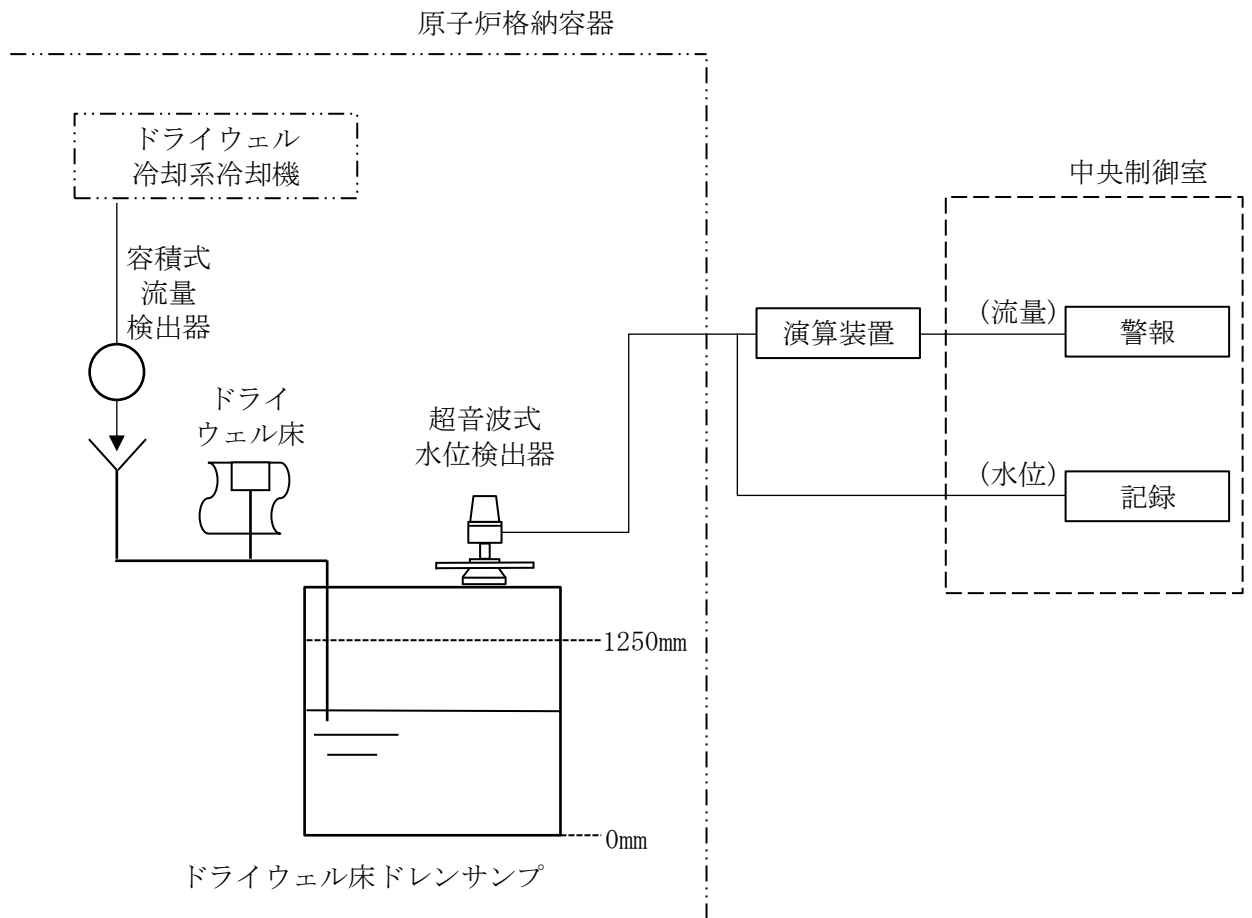 原子炉格納容器
ドライウェル
冷却系冷却機
中央制御室
容積式
流量
検出器
(流量)
演算装置
警報
ドライ
ウェル床
超音波式
水位検出器
(水位)
記録
1250mm
0mm
ドライウェル床ドレンサンプ